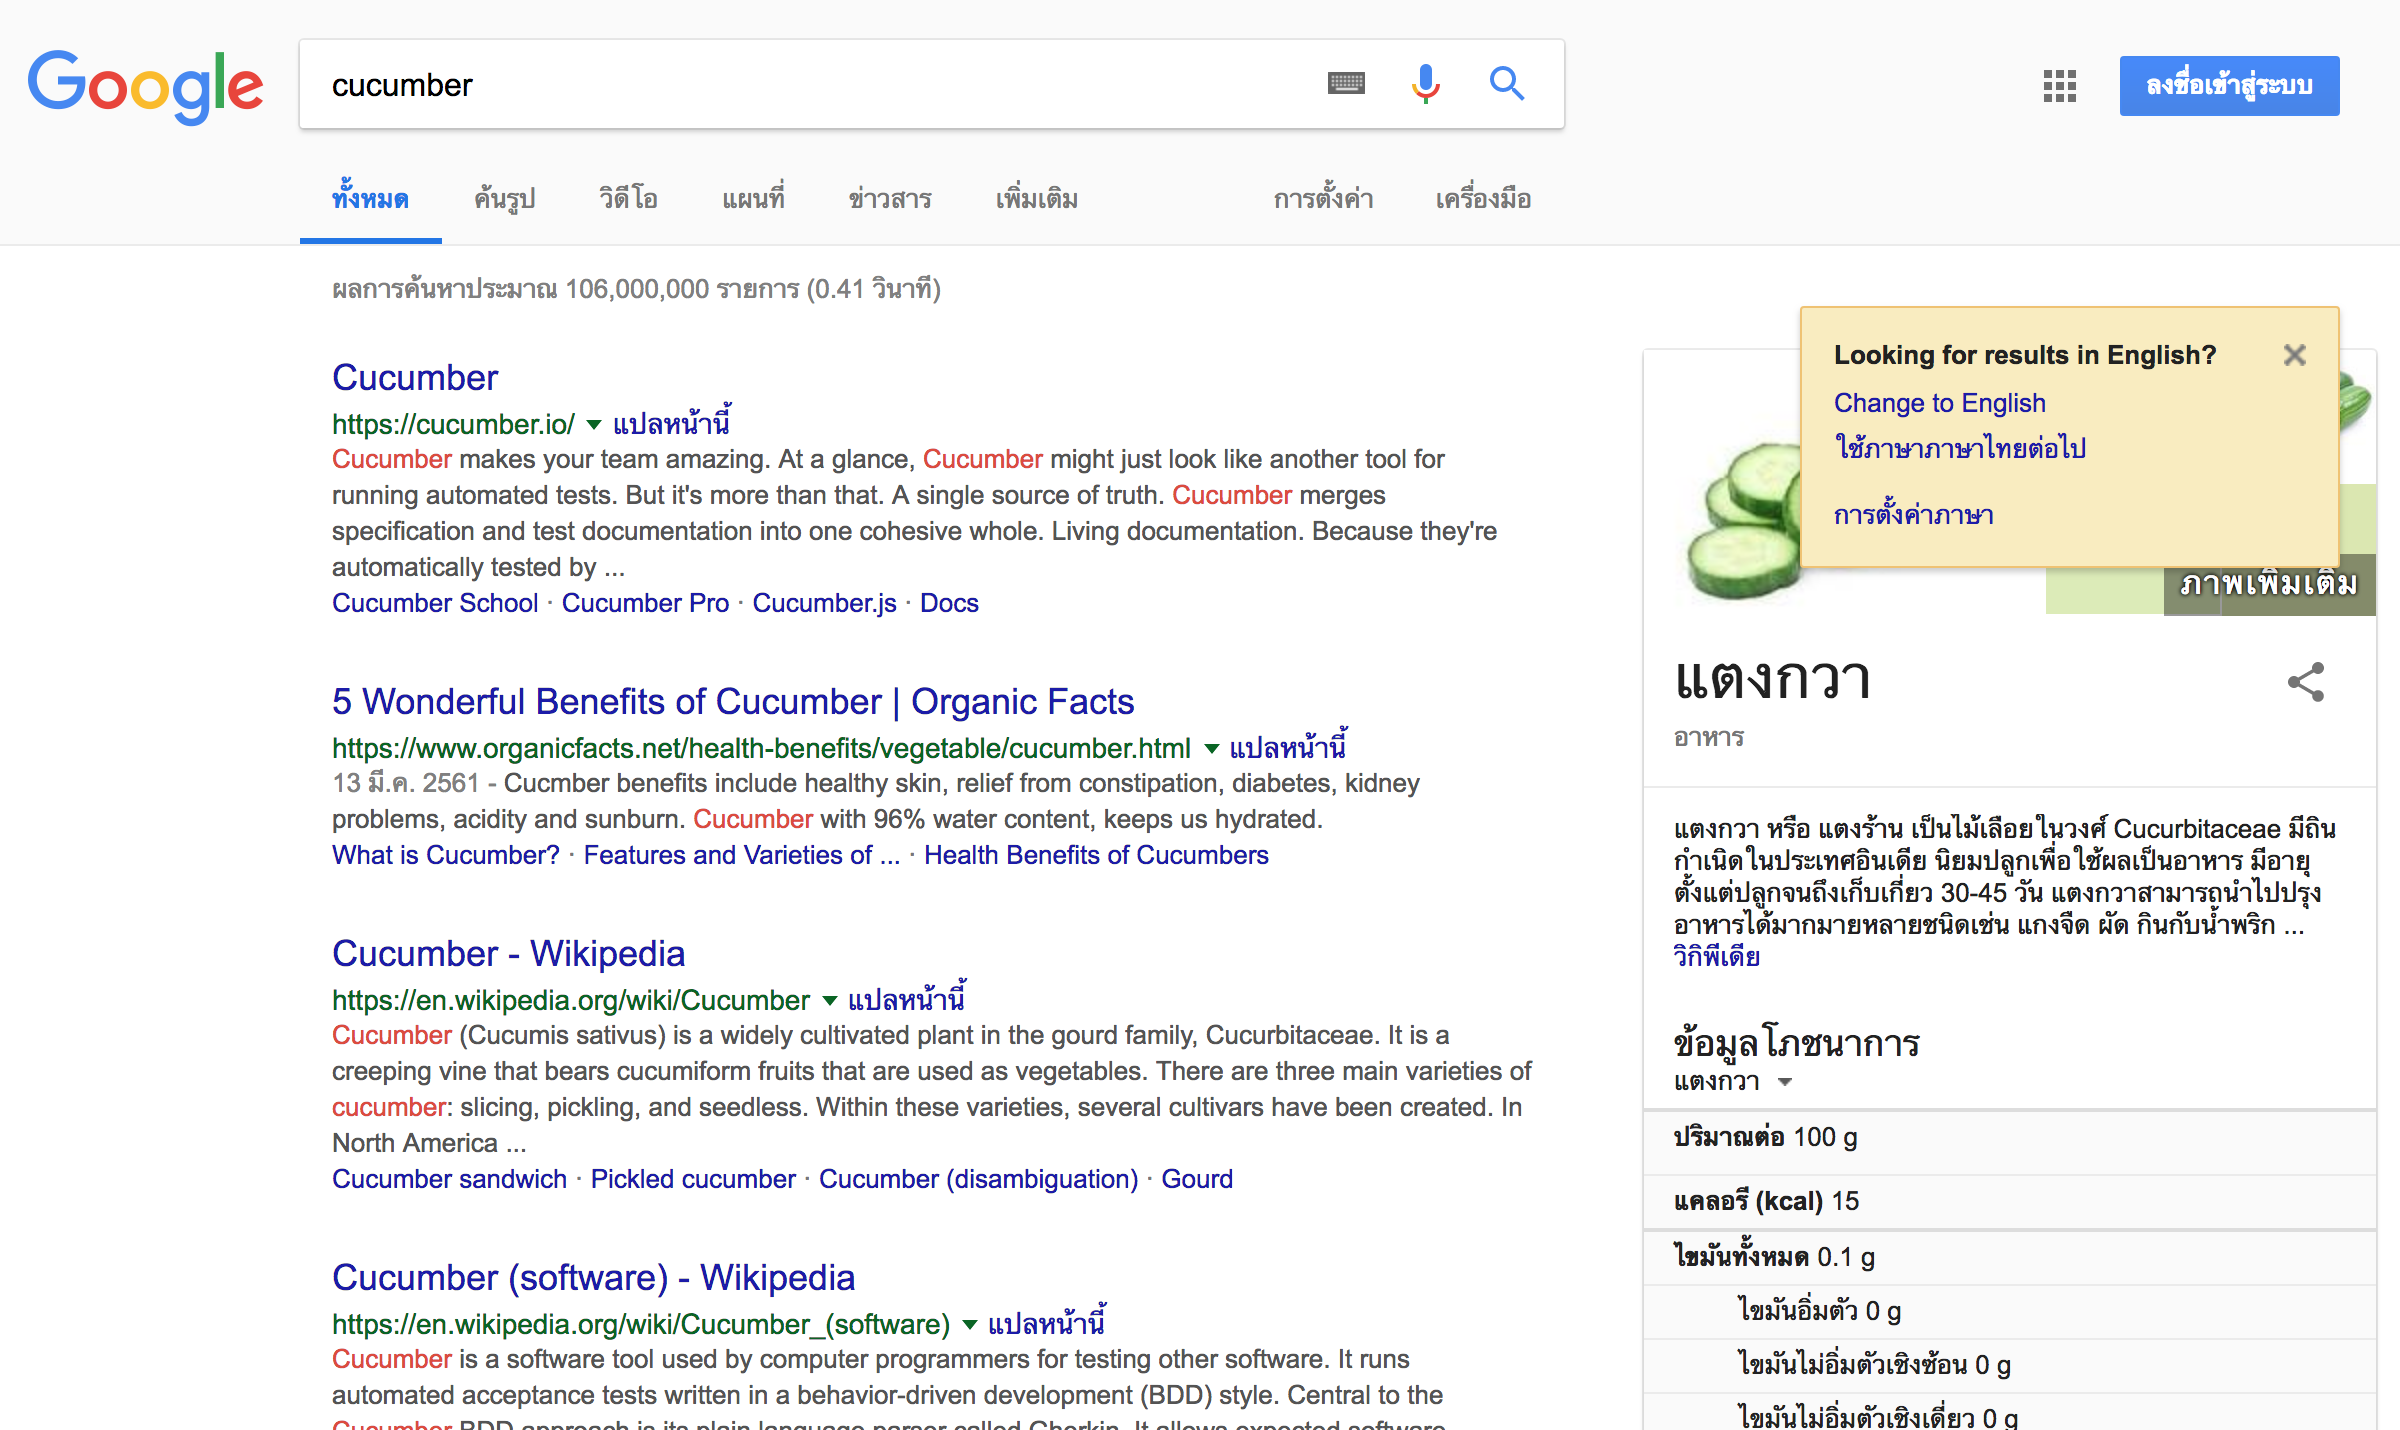 Google
cucumber
ลงชื่อเข้าสู่ระบบ
ทั้งหมด ค้นรูป วิดีโอ แผนที่ ข่าวสาร เพิ่มเติม การตั้งค่า เครื่องมือ
ผลการค้นหาประมาณ 106,000,000 รายการ (0.41 วินาที)
Cucumber
https://cucumber.io/ แปลหน้านี้
Cucumber makes your team amazing. At a glance, Cucumber might just look like another tool for
running automated tests. But it's more than that. A single source of truth. Cucumber merges
specification and test documentation into one cohesive whole. Living documentation. Because they're
automatically tested by ...
Cucumber School · Cucumber Pro · Cucumber.js · Docs
5 Wonderful Benefits of Cucumber | Organic Facts
https://www.organicfacts.net/health-benefits/vegetable/cucumber.html แปลหน้านี้
13 มี.ค. 2561 - Cucmber benefits include healthy skin, relief from constipation, diabetes, kidney
problems, acidity and sunburn. Cucumber with 96% water content, keeps us hydrated.
What is Cucumber? · Features and Varieties of ... · Health Benefits of Cucumbers
Cucumber - Wikipedia
https://en.wikipedia.org/wiki/Cucumber แปลหน้านี้
Cucumber (Cucumis sativus) is a widely cultivated plant in the gourd family, Cucurbitaceae. It is a
creeping vine that bears cucumiform fruits that are used as vegetables. There are three main varieties of
cucumber: slicing, pickling, and seedless. Within these varieties, several cultivars have been created. In
North America ...
Cucumber sandwich · Pickled cucumber · Cucumber (disambiguation) · Gourd
Cucumber (software) - Wikipedia
https://en.wikipedia.org/wiki/Cucumber_(software) แปลหน้านี้
Cucumber is a software tool used by computer programmers for testing other software. It runs
automated acceptance tests written in a behavior-driven development (BDD) style. Central to the
Cucumber BDD approach is its plain language parser called Gherkin. It allows expected software
Looking for results in English?
Change to English
ใช้ภาษาภาษาไทยต่อไป
การตั้งค่าภาษา
ภาพเพิ่มเติม
แตงกวา
อาหาร
แตงกวา หรือ แตงร้าน เป็นไม้เลื้อยในวงศ์ Cucurbitaceae มีถิ่น
กำเนิดในประเทศอินเดีย นิยมปลูกเพื่อใช้ผลเป็นอาหาร มีอายุ
ตั้งแต่ปลูกจนถึงเก็บเกี่ยว 30-45 วัน แตงกวาสามารถนำไปปรุง
อาหารได้มากมายหลายชนิดเช่น แกงจืด ผัด กินกับน้ำพริก ...
วิกิพีเดีย
ข้อมูลโภชนาการ
แตงกวา
ปริมาณต่อ 100 g
แคลอรี (kcal) 15
ไขมันทั้งหมด 0.1 g
ไขมันอิ่มตัว 0 g
ไขมันไม่อิ่มตัวเชิงซ้อน 0 g
ไขมันไม่อิ่มตัวเชิงเดี่ยว 0 g